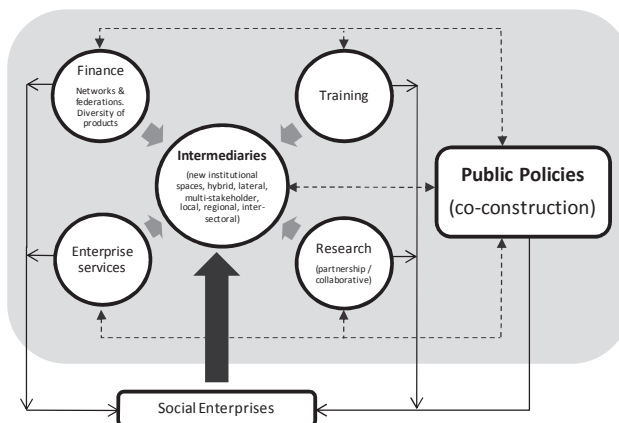 Finance
Networks &
federations.
Diversity of
products
Training
Intermediaries
(new institutional
spaces, hybrid, lateral,
multi-stakeholder,
local, regional, inter-
sectoral)
Public Policies
(co-construction)
Enterprise
services
Research
(partnership /
collaborative)
Social Enterprises